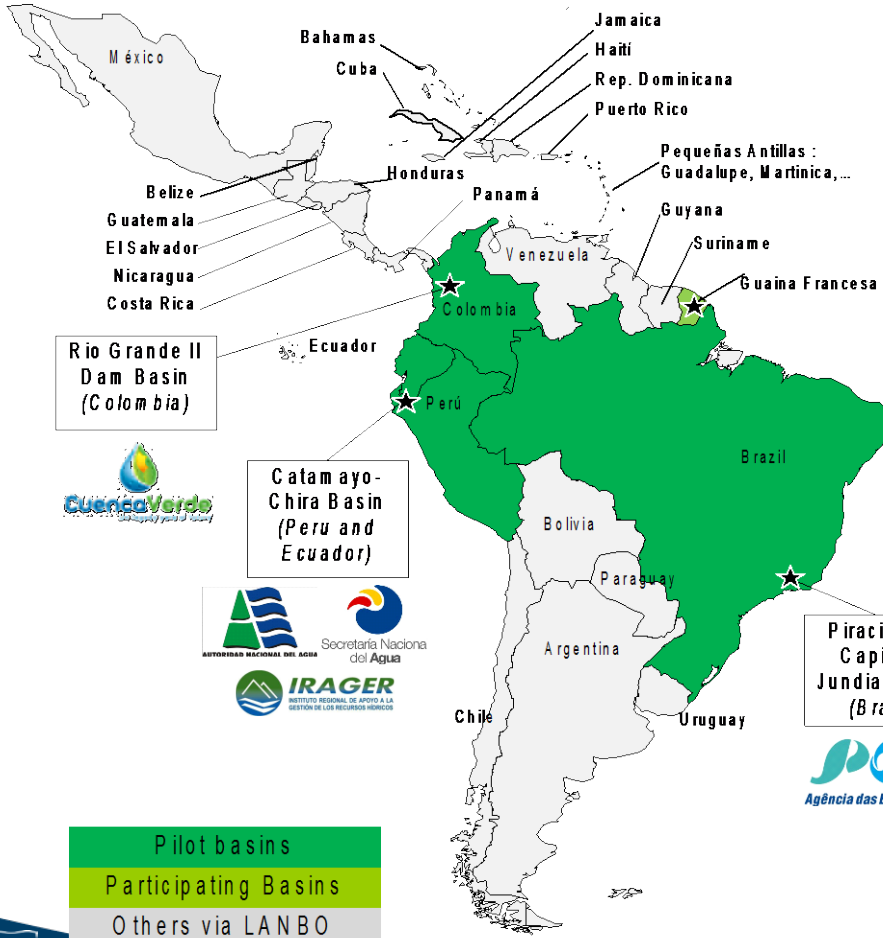 Jamaica
Bahamas
Haití
México
Cuba
Rep. Dominicana
Puerto Rico
Pequeñas Antillas :
Guadalupe, Martinica,...
Honduras
Belize
Panamá
Guatemala
Guyana
El Salvador
Suriname
Venezuela
Nicaragua
Guaina Francesa
Costa Rica
Colombia
Rio Grande II
Dam Basin
(Colombia)
Ecuador
Perú
Brazil
CuencaVerde
Catamayo-
Chira Basin
(Peru and
Ecuador)
Bolivia
Paraguay
AUTORIDAD NACIONAL DEL AGUA
Secretaría Naciona
del Agua
Argentina
Piraci
Capi
Jundia
(Bra
IRAGER
INSTITUTO REGIONAL DE APOYO A LA
GESTIÓN DE LOS RECURSOS HÍDRICOS
Chile
Uruguay
Agência das
Pilot basins
Participating Basins
Others via LANBO